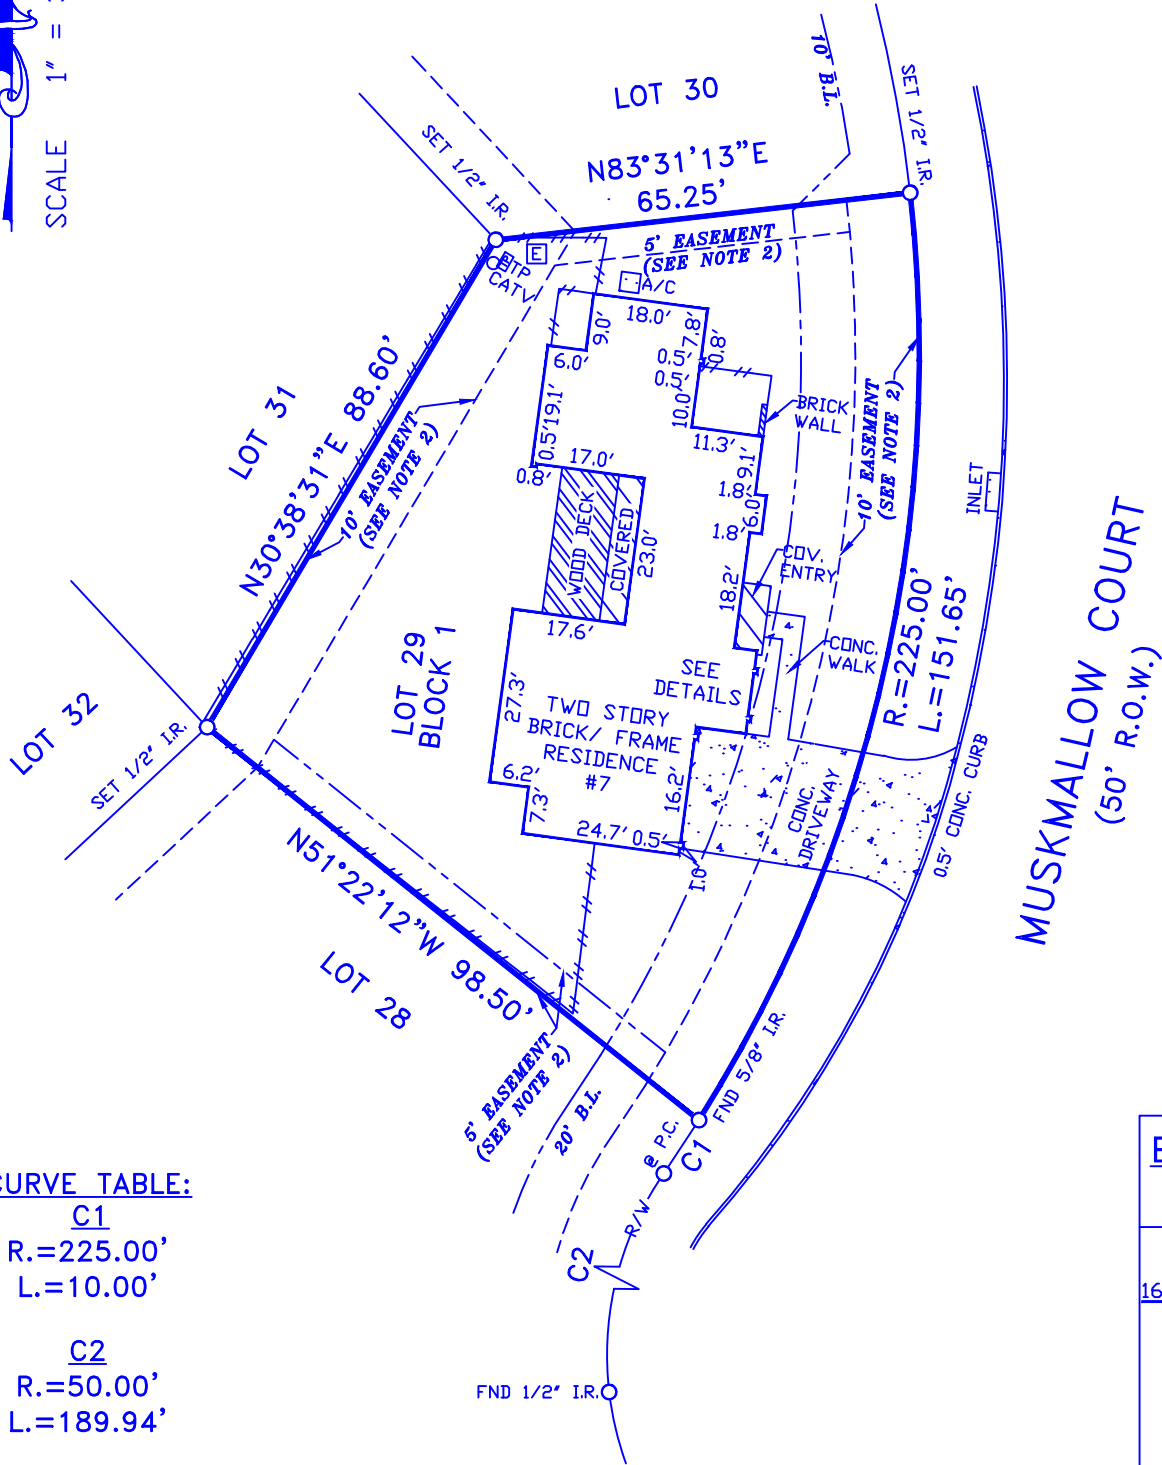 SCALE 1" =
LOT 30
10' B.L.
SET 1/2" I.R.
SET 1/2" I.R.
N83°31'13"E
65.25'
5' EASEMENT
(SEE NOTE 2)
E
TP
CATV
A/C
18.0'
9.0'
7.8'
0.8'
0.5'
0.5'
6.0'
10.0'
19.1'
10.5'
11.3'
BRICK
WALL
LOT 31
N30°38'31"E 88.60'
10' EASEMENT
(SEE NOTE 2)
10' EASEMENT
(SEE NOTE 2)
17.0'
0.8'
9.1'
1.8'
6.0'
1.8'
INLET
WOOD DECK
COVERED
23.0'
COV.
ENTRY
18.2'
17.6'
CONC.
WALK
R.=225.00'
L.=151.65'
MUSKMALLOW COURT
(50' R.O.W.)
LOT 29
BLOCK 1
SEE
DETAILS
27.3'
TWO STORY
BRICK/ FRAME
RESIDENCE
#7
6.2'
7.3'
16.2'
24.7'
0.5'
1.0'
CONC.
DRIVEWAY
0.5' CONC. CURB
LOT 32
SET 1/2" I.R.
N51°22'12"W 98.50'
LOT 28
5' EASEMENT
(SEE NOTE 2)
20' B.L.
FND 5/8" I.R.
@ P.C.
C1
R/W
C2
FND 1/2" I.R.
CURVE TABLE:
C1
R.=225.00'
L.=10.00'
C2
R.=50.00'
L.=189.94'
16